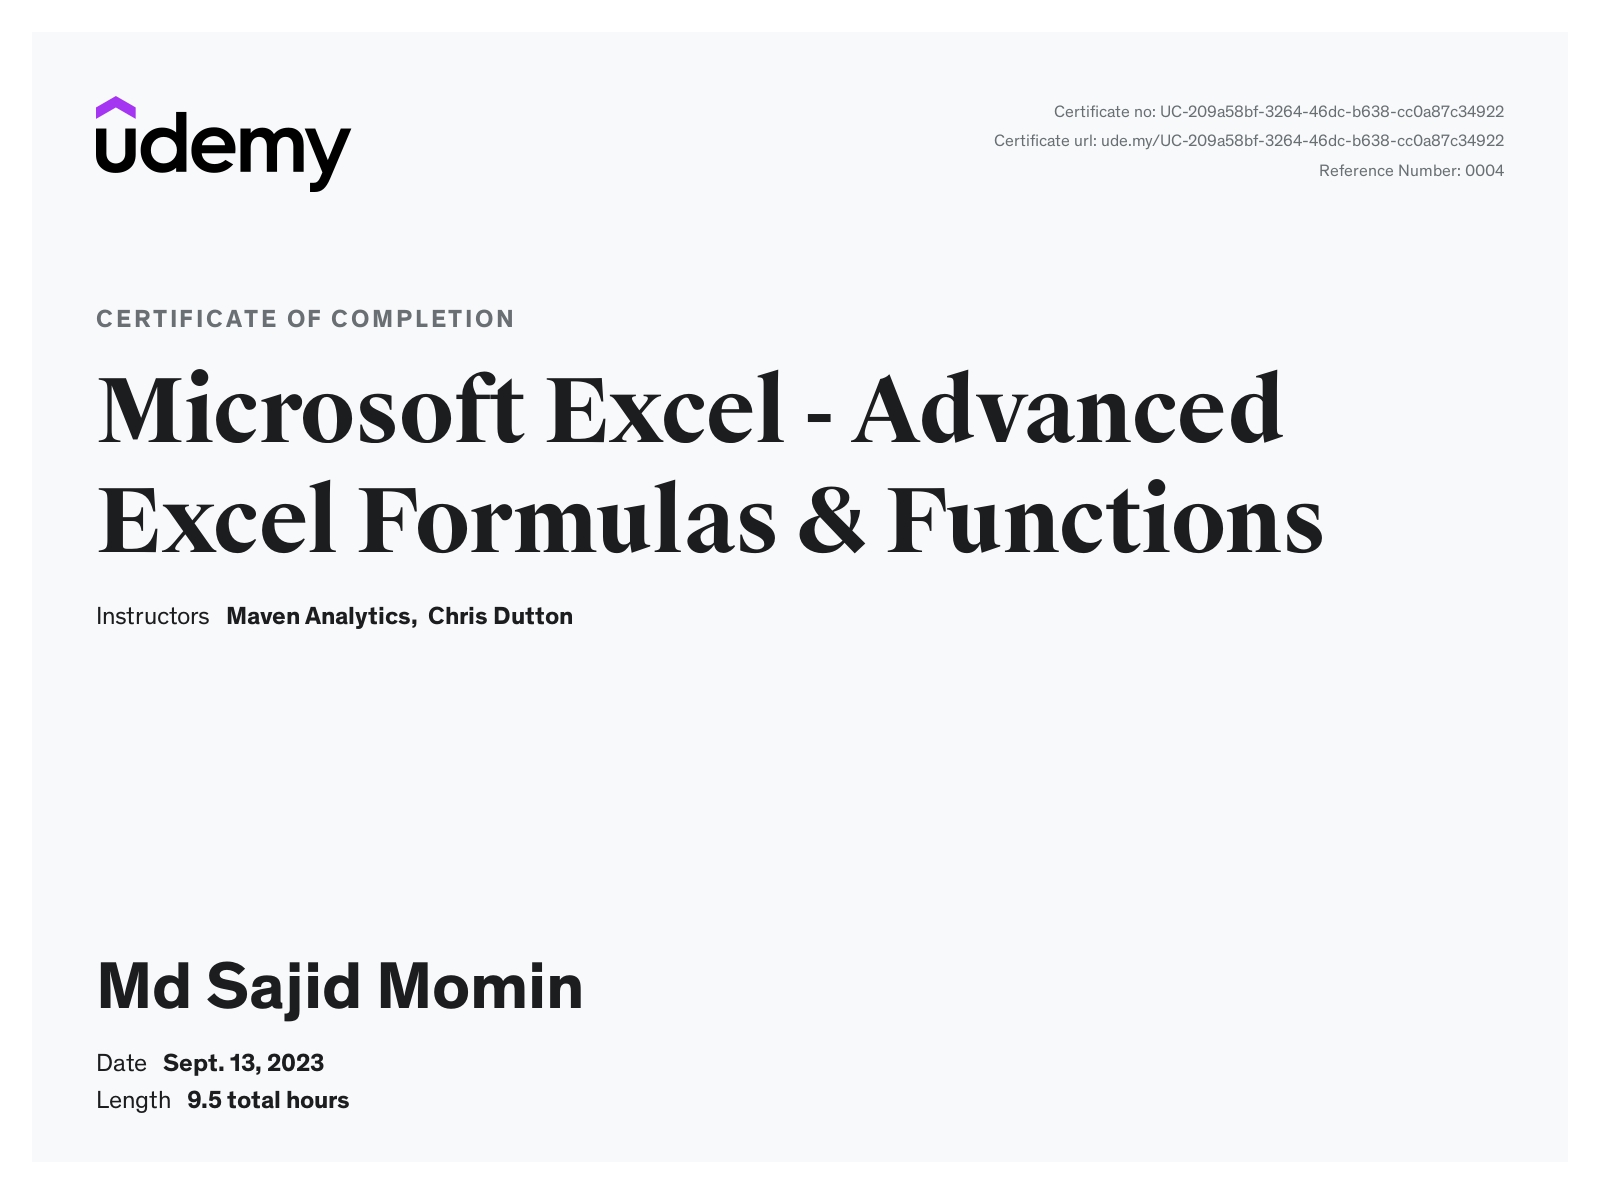 udemy
Certificate no: UC-209a58bf-3264-46dc-b638-cc0a87c34922
Certificate url: ude.my/UC-209a58bf-3264-46dc-b638-cc0a87c34922
Reference Number: 0004
CERTIFICATE OF COMPLETION
Microsoft Excel - Advanced
Excel Formulas & Functions
Instructors Maven Analytics, Chris Dutton
Md Sajid Momin
Date Sept. 13, 2023
Length 9.5 total hours